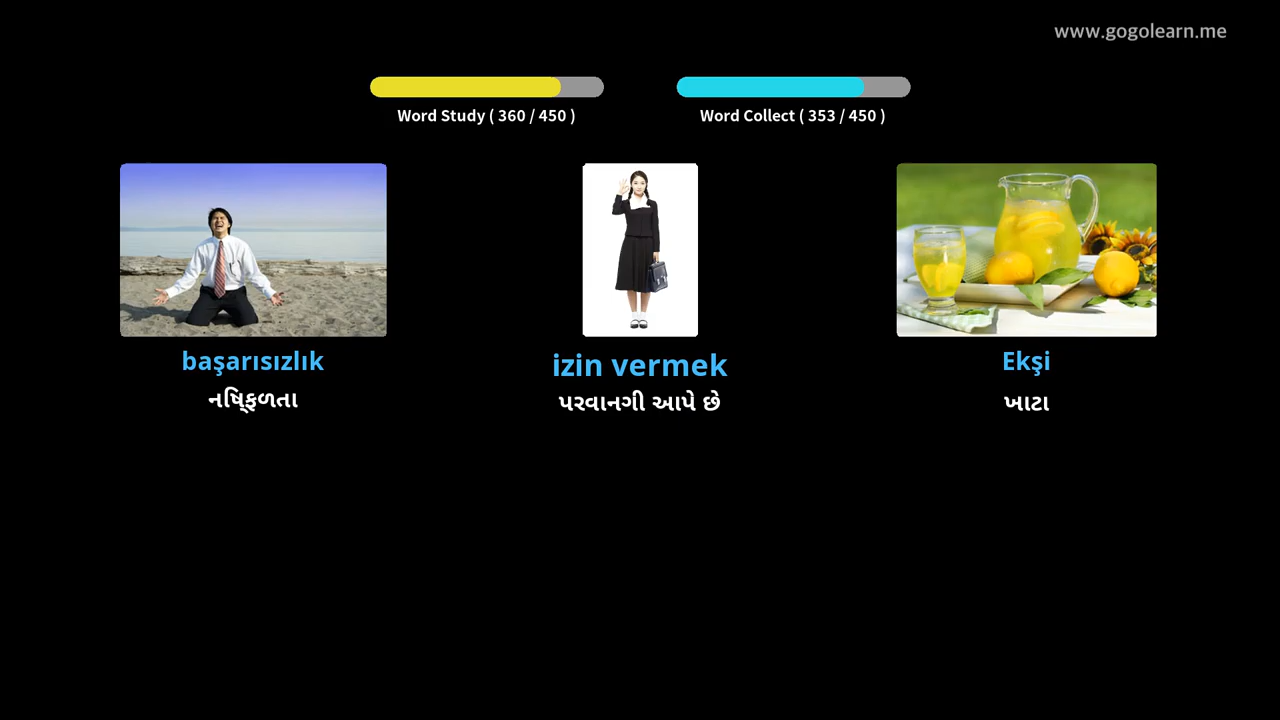 www.gogolearn.me
Word Study ( 360 / 450 )
Word Collect ( 353 / 450 )
başarısızlık
izin vermek
Ekşi
નિષ્ફળતા
પરવાનગી આપે છે
ખાટા